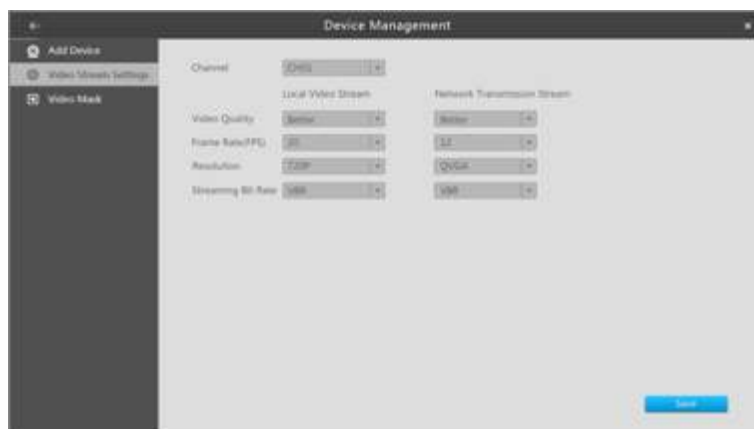 Device Management
Add Device
Video Stream Settings
Video Mask
Channel CH01
Local Video Stream Network Transmission Stream
Video Quality Better Better
Frame Rate(FPS) 12
Resolution 720P QVGA
Streaming Bit Rate VBR VBR
Save